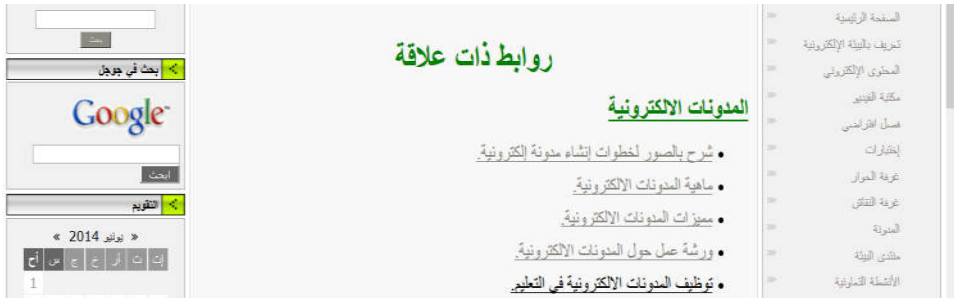 الصفحة الرئيسية
تعريف بالبيئة الإلكترونية
المحتوى الإلكتروني
مكتبة الفيديو
فصل افتراضي
إختبارات
غرفة الحوار
غرفة النقاش
المدونة
منتدى البيئة
الأنشطة التعاونية
روابط ذات علاقة
المدونات الالكترونية
شرح بالصور لخطوات إنشاء مدونة إلكترونية.
ماهية المدونات الالكترونية.
مميزات المدونات الالكترونية.
ورشة عمل حول المدونات الالكترونية.
توظيف المدونات الالكترونية في التعليم.
بحث
بحث في جوجل
Google
ابحث
التقويم
« يونيو 2014 »
أح س ج خ أر ث إث
1